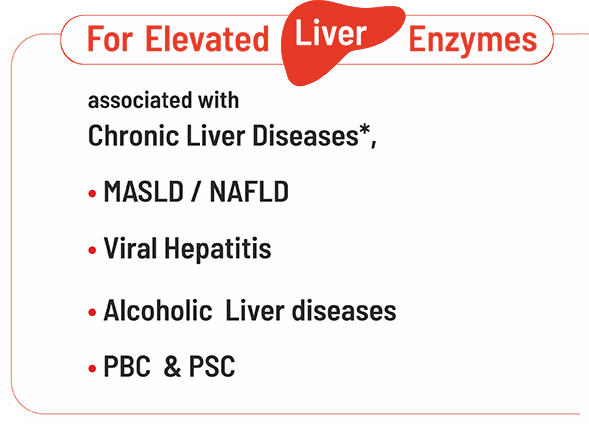 For Elevated Liver Enzymes
associated with
Chronic Liver Diseases*,
• MASLD / NAFLD
• Viral Hepatitis
• Alcoholic Liver diseases
• PBC & PSC